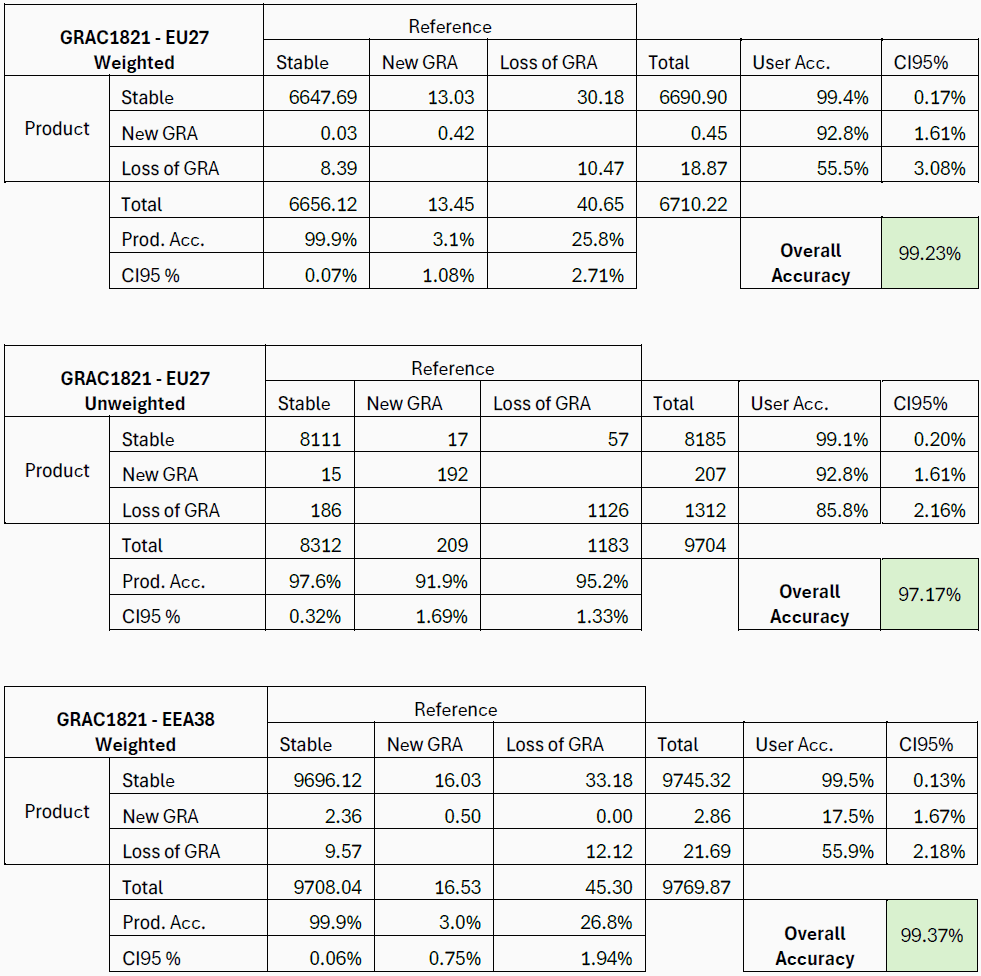 GRAC1821 - EU27
Weighted
Reference
Stable New GRA Loss of GRA Total User Acc. CI95%
Product
Stable 6647.69 13.03 30.18 6690.90 99.4% 0.17%
New GRA 0.03 0.42 0.45 92.8% 1.61%
Loss of GRA 8.39 10.47 18.87 55.5% 3.08%
Total 6656.12 13.45 40.65 6710.22
Prod. Acc. 99.9% 3.1% 25.8%
CI95 % 0.07% 1.08% 2.71%
Overall
Accuracy
99.23%
GRAC1821 - EU27
Unweighted
Reference
Stable New GRA Loss of GRA Total User Acc. CI95%
Product
Stable 8111 17 57 8185 99.1% 0.20%
New GRA 15 192 207 92.8% 1.61%
Loss of GRA 186 1126 1312 85.8% 2.16%
Total 8312 209 1183 9704
Prod. Acc. 97.6% 91.9% 95.2%
CI95 % 0.32% 1.69% 1.33%
Overall
Accuracy
97.17%
GRAC1821 - EEA38
Weighted
Reference
Stable New GRA Loss of GRA Total User Acc. CI95%
Product
Stable 9696.12 16.03 33.18 9745.32 99.5% 0.13%
New GRA 2.36 0.50 0.00 2.86 17.5% 1.67%
Loss of GRA 9.57 12.12 21.69 55.9% 2.18%
Total 9708.04 16.53 45.30 9769.87
Prod. Acc. 99.9% 3.0% 26.8%
CI95 % 0.06% 0.75% 1.94%
Overall
Accuracy
99.37%